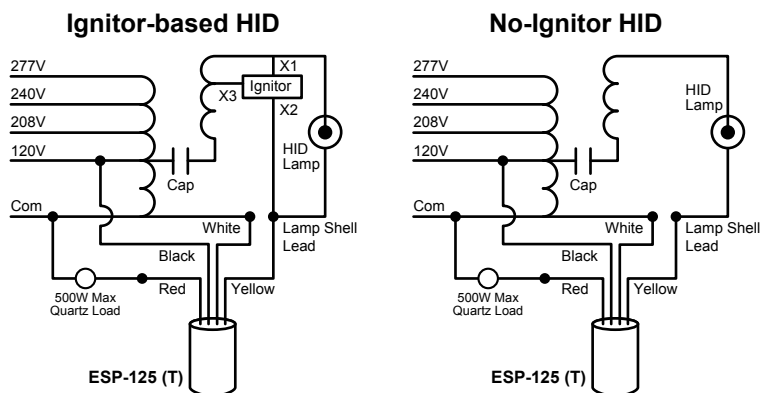 Ignitor-based HID
277V
240V
208V
120V
Com
X1
Ignitor
X3
X2
HID
Lamp
Cap
White
Lamp Shell
Lead
Black
Red
Yellow
500W Max
Quartz Load
ESP-125 (T)
No-Ignitor HID
277V
240V
208V
120V
Com
HID
Lamp
Cap
White
Lamp Shell
Lead
Black
Red
Yellow
500W Max
Quartz Load
ESP-125 (T)